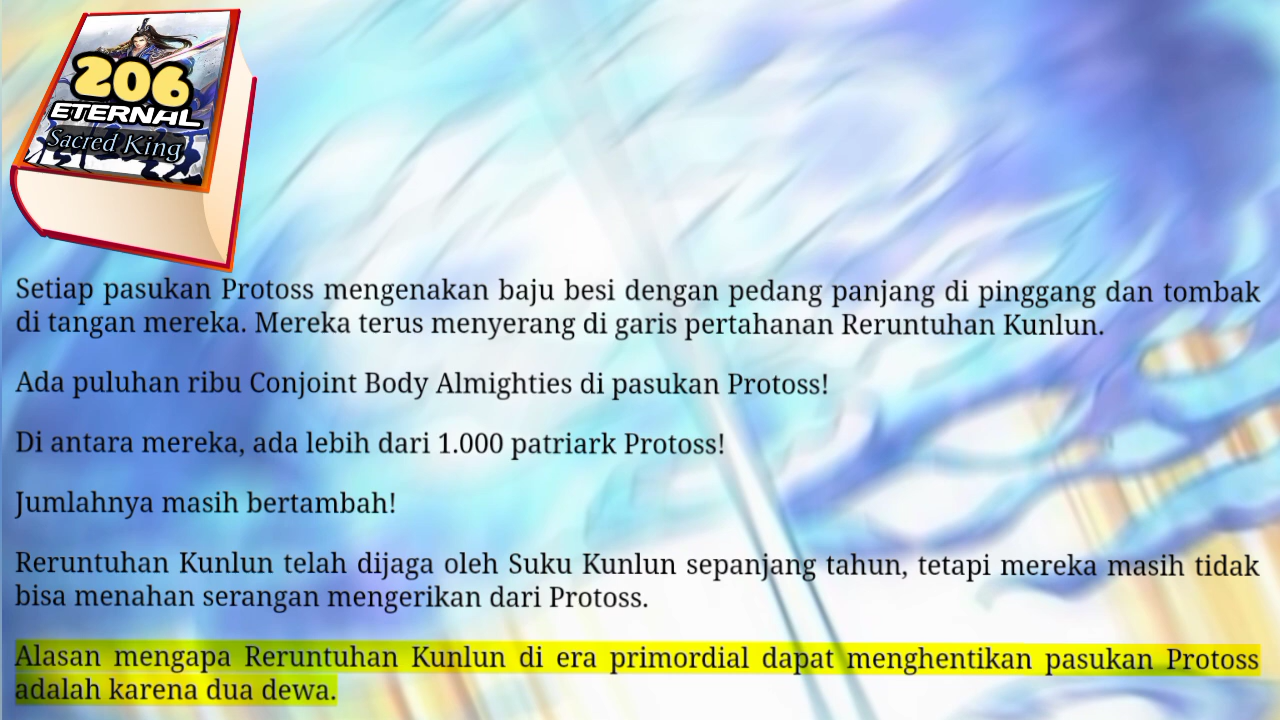 206
ETERNAL
Sacred King
Setiap pasukan Protoss mengenakan baju besi dengan pedang panjang di pinggang dan tombak
di tangan mereka. Mereka terus menyerang di garis pertahanan Reruntuhan Kunlun.
Ada puluhan ribu Conjoint Body Almighties di pasukan Protoss!
Di antara mereka, ada lebih dari 1.000 patriark Protoss!
Jumlahnya masih bertambah!
Reruntuhan Kunlun telah dijaga oleh Suku Kunlun sepanjang tahun, tetapi mereka masih tidak
bisa menahan serangan mengerikan dari Protoss.
Alasan mengapa Reruntuhan Kunlun di era primordial dapat menghentikan pasukan Protoss
adalah karena dua dewa.